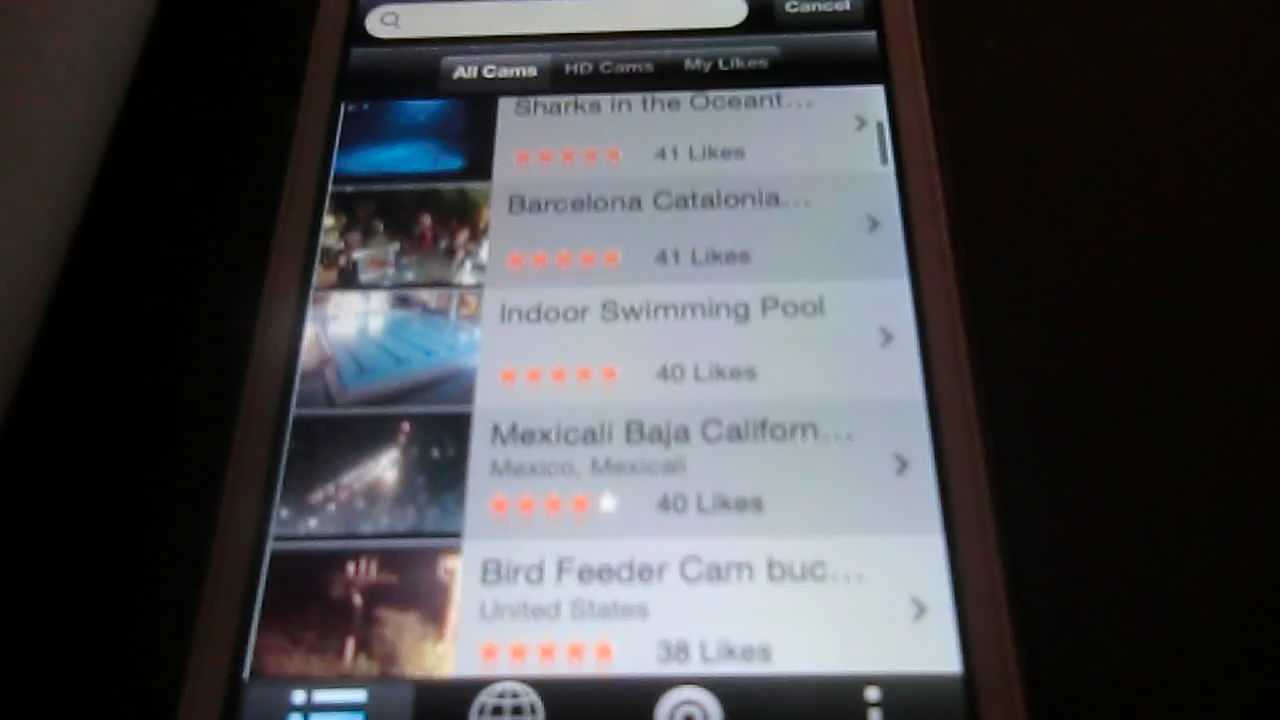 Cancel
All Cams HD Cams My Likes
Sharks in the Oceant...
41 Likes
Barcelona Catalonia...
41 Likes
Indoor Swimming Pool
40 Likes
Mexicali Baja Californ...
Mexico, Mexicali
40 Likes
Bird Feeder Cam buc...
United States
38 Likes